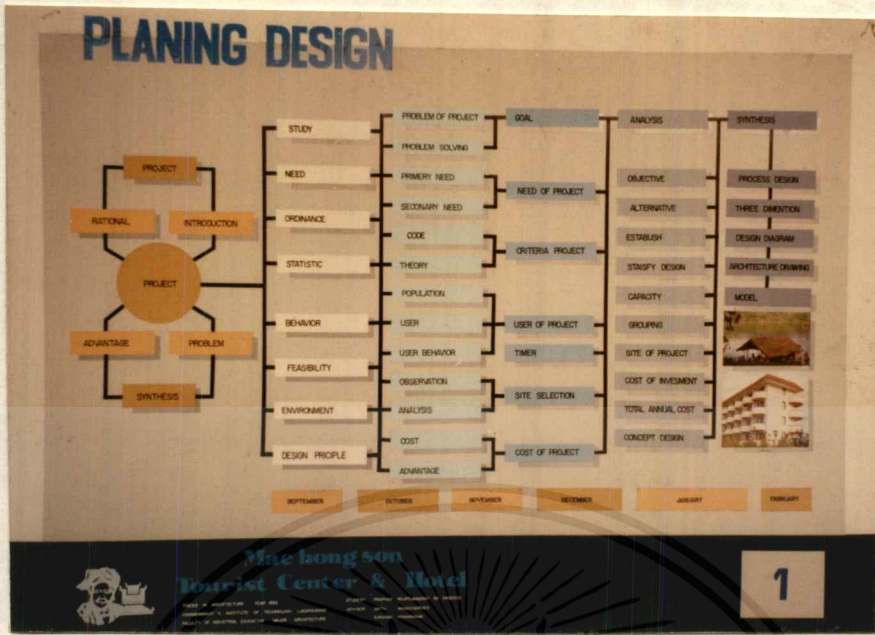 PLANING DESIGN
PROJECT
RATIONAL
INTRODUCTION
PROJECT
ADVANTAGE
PROBLEM
SYNTHESIS
STUDY
NEED
ORDINANCE
STATISTIC
BEHAVIOR
FEASIBILITY
ENVIRONMENT
DESIGN PRICIPLE
PROBLEM OF PROJECT
PROBLEM SOLVING
PRIMERY NEED
SECONARY NEED
CODE
THEORY
POPULATION
USER
USER BEHAVIOR
OBSERVATION
ANALYSIS
COST
ADVANTAGE
GOAL
NEED OF PROJECT
CRITERIA PROJECT
USER OF PROJECT
TIMER
SITE SELECTION
COST OF PROJECT
ANALYSIS
OBJECTIVE
ALTERNATIVE
ESTABUSH
STAISFY DESIGN
CAPACITY
GROUPING
SITE OF PROJECT
COST OF INVESMENT
TOTAL ANNUAL COST
CONCEPT DESIGN
SYNTHESIS
PROCESS DESIGN
THREE DIMENTION
DESIGN DIAGRAM
ARCHITECTURE DRAWING
MODEL
SEPTEMBER
OCTOBER
NOVEMBER
DECEMBER
JANUARY
FABRUARY
Mae hong son
Tourist Center & Hotel
1